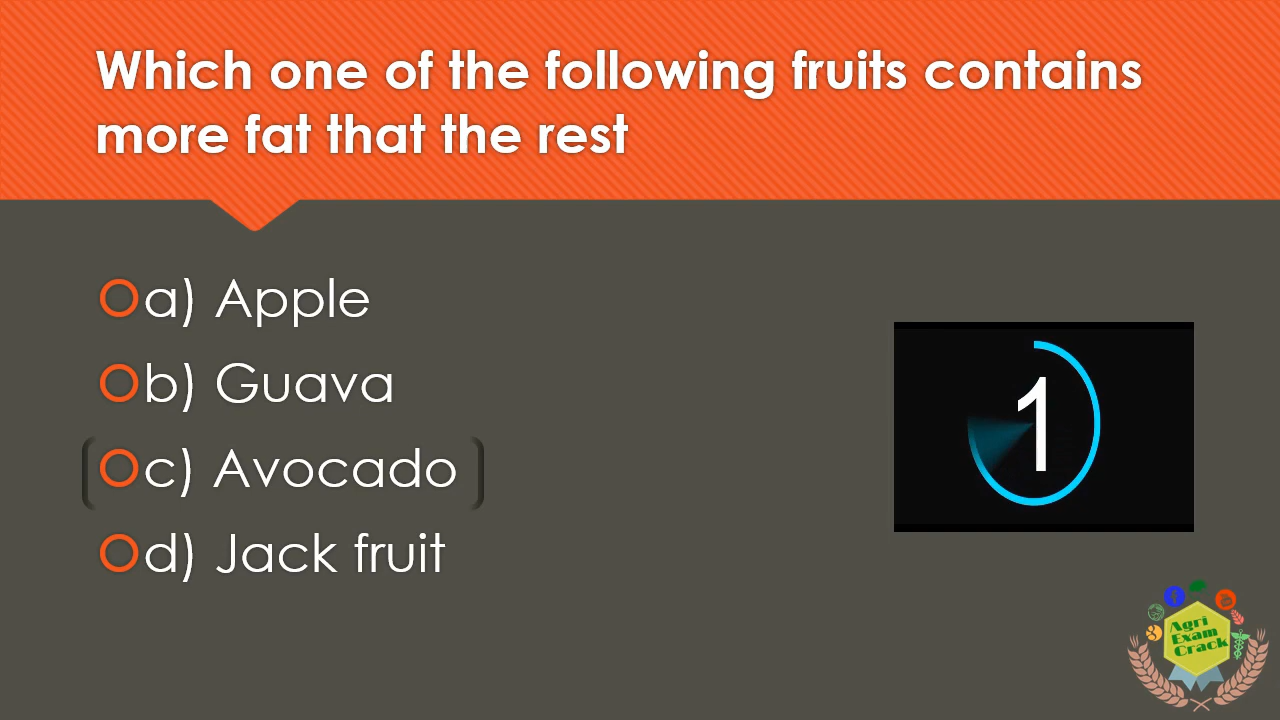 Which one of the following fruits contains
more fat that the rest
a) Apple
b) Guava
c) Avocado
d) Jack fruit
1
Agri
Exam
Crack